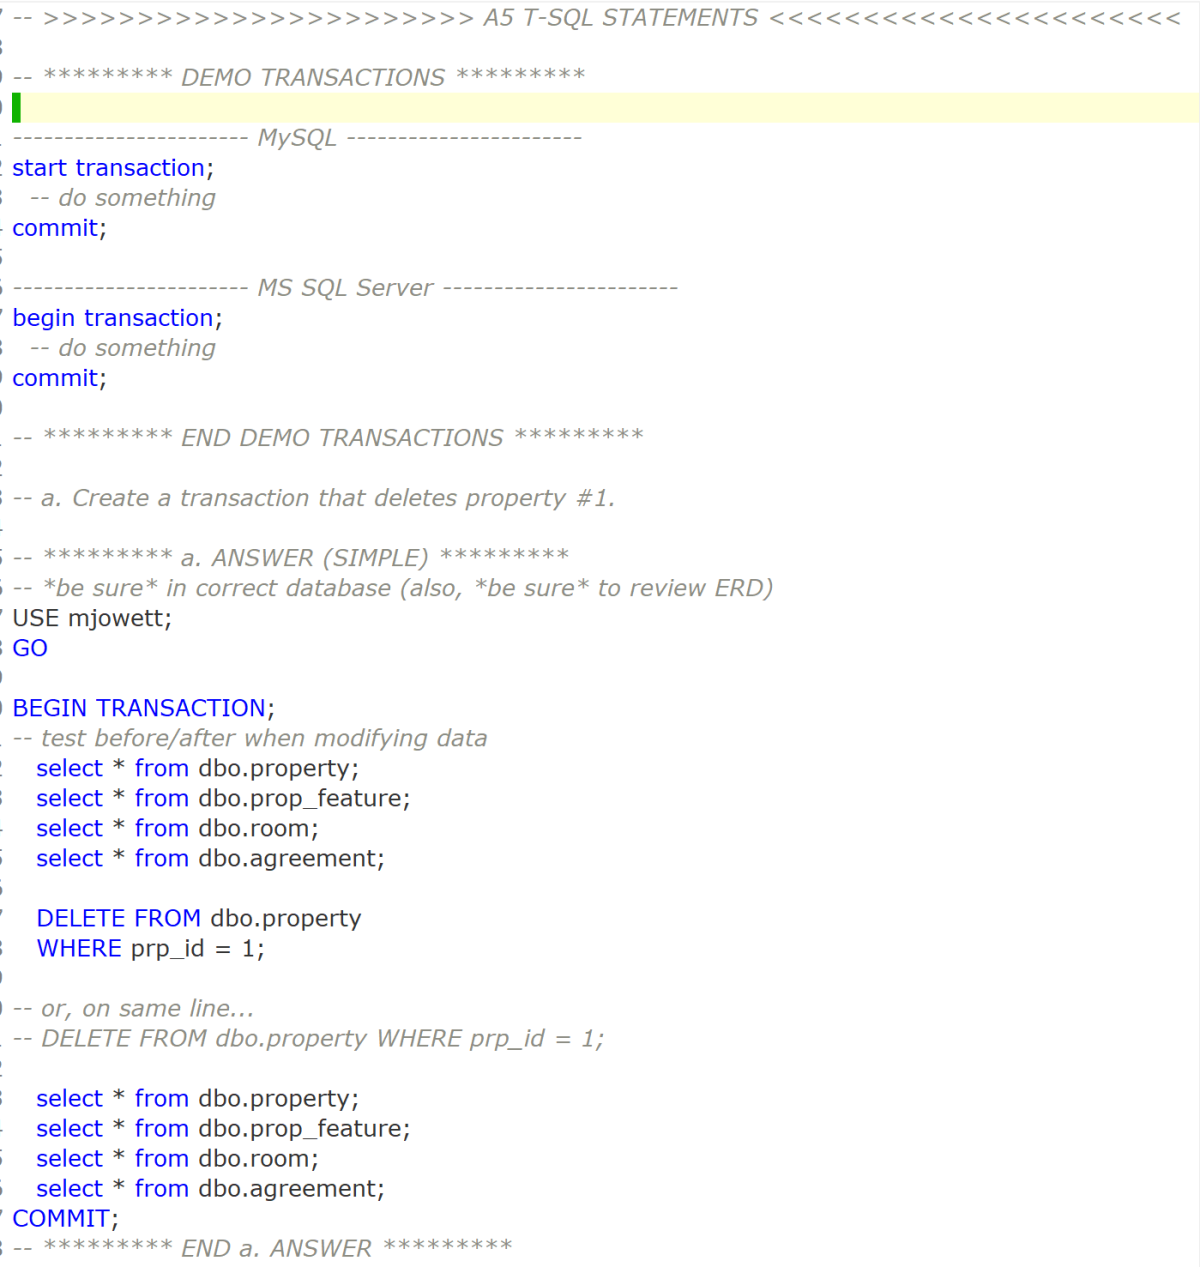 -- >>>>>>>>>>>>>>>>>>>>>>> A5 T-SQL STATEMENTS <<<<<<<<<<<<<<<<<<<<<<
-- ********* DEMO TRANSACTIONS *********
----------------------- MySQL -----------------------
start transaction;
-- do something
commit;
----------------------- MS SQL Server -----------------------
begin transaction;
-- do something
commit;
-- ********* END DEMO TRANSACTIONS *********
-- a. Create a transaction that deletes property #1.
-- ********* a. ANSWER (SIMPLE) *********
-- *be sure* in correct database (also, *be sure* to review ERD)
USE mjowett;
GO
BEGIN TRANSACTION;
-- test before/after when modifying data
select * from dbo.property;
select * from dbo.prop_feature;
select * from dbo.room;
select * from dbo.agreement;
DELETE FROM dbo.property
WHERE prp_id = 1;
-- or, on same line...
-- DELETE FROM dbo.property WHERE prp_id = 1;
select * from dbo.property;
select * from dbo.prop_feature;
select * from dbo.room;
select * from dbo.agreement;
COMMIT;
-- ********* END a. ANSWER *********